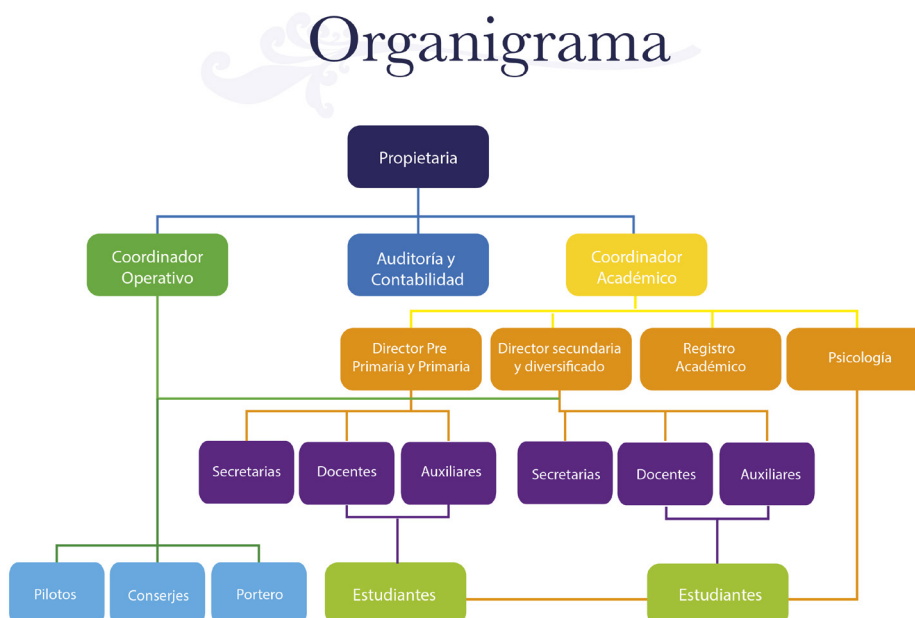 Organigrama
Propietaria
Coordinador
Operativo
Auditoría y
Contabilidad
Coordinador
Académico
Director Pre
Primaria y Primaria
Director secundaria
y diversificado
Registro
Académico
Psicología
Secretarias
Docentes
Auxiliares
Secretarias
Docentes
Auxiliares
Pilotos
Conserjes
Portero
Estudiantes
Estudiantes